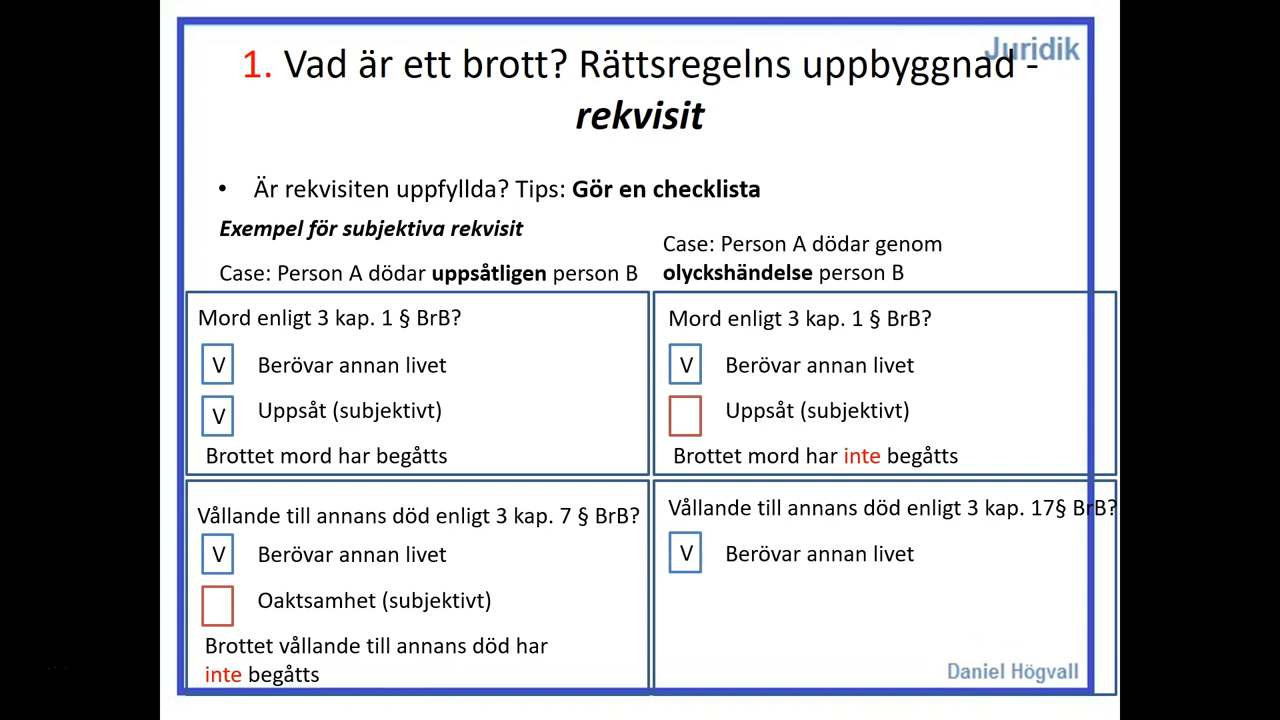 Juridik
1. Vad är ett brott? Rättsregelns uppbyggnad -
rekvisit
• Är rekvisiten uppfyllda? Tips: Gör en checklista
Exempel för subjektiva rekvisit
Case: Person A dödar uppsåtligen person B
Case: Person A dödar genom
olyckshändelse person B
Mord enligt 3 kap. 1 § BrB?
V Berövar annan livet
V Uppsåt (subjektivt)
Brottet mord har begåtts
Mord enligt 3 kap. 1 § BrB?
V Berövar annan livet
Uppsåt (subjektivt)
Brottet mord har inte begåtts
Vållande till annans död enligt 3 kap. 7 § BrB?
V Berövar annan livet
Oaktsamhet (subjektivt)
Brottet vållande till annans död har
inte begåtts
Vållande till annans död enligt 3 kap. 17§ BrB?
V Berövar annan livet
Daniel Högvall